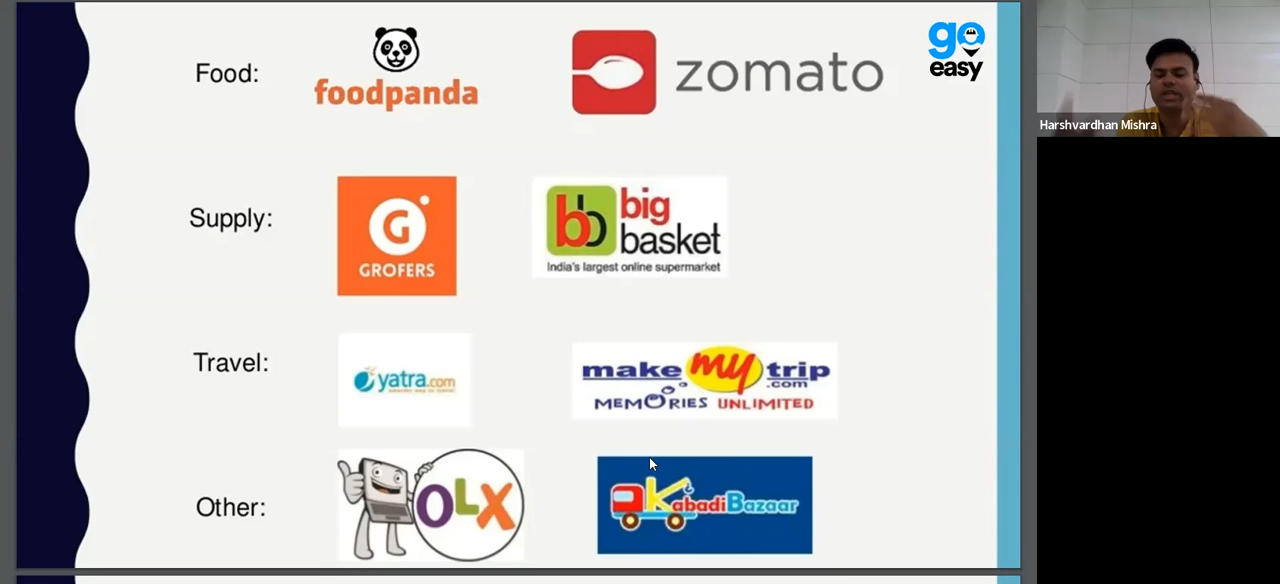 Food:
foodpanda
zomato
go
easy
Harshvardhan Mishra
Supply:
G
GROFERS
bb
big
basket
India's largest online supermarket
Travel:
yatra.com
make my trip
.com
MEMORIES UNLIMITED
Other:
OLX
KabadiBazaar